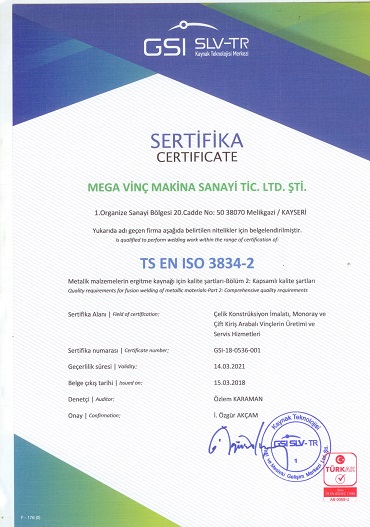 GSI SLV-TR
Kaynak Teknolojisi Merkezi
SERTİFİKA
CERTIFICATE
MEGA VİNÇ MAKİNA SANAYİ TİC. LTD. ŞTİ.
1.Organize Sanayi Bölgesi 20.Cadde No: 50 38070 Melikgazi / KAYSERİ
Yukarıda adı geçen firma aşağıda belirtilen nitelikler için belgelendirilmiştir.
is qualified to perform welding work within the range of certification of:
TS EN ISO 3834-2
Metalik malzemelerin ergitme kaynağı için kalite şartları-Bölüm 2: Kapsamlı kalite şartları
Quality requirements for fusion welding of metallic materials-Part 2: Comprehensive quality requirements
Sertifika Alanı | Field of certification: Çelik Konstrüksiyon İmalatı, Monoray ve
Çift Kiriş Arabalı Vinçlerin Üretimi ve
Servis Hizmetleri
Sertifika numarası | Certificate number: GSI-18-0536-001
Geçerlilik süresi | Validity: 14.03.2021
Belge çıkış tarihi | Issued on: 15.03.2018
Denetçi | Auditor: Özlem KARAMAN
Onay | Confirmation: İ. Özgür AKÇAM
Kaynak Teknolojisi
GSI SLV-TR
1
TÜRKAK
F - 176 (0)